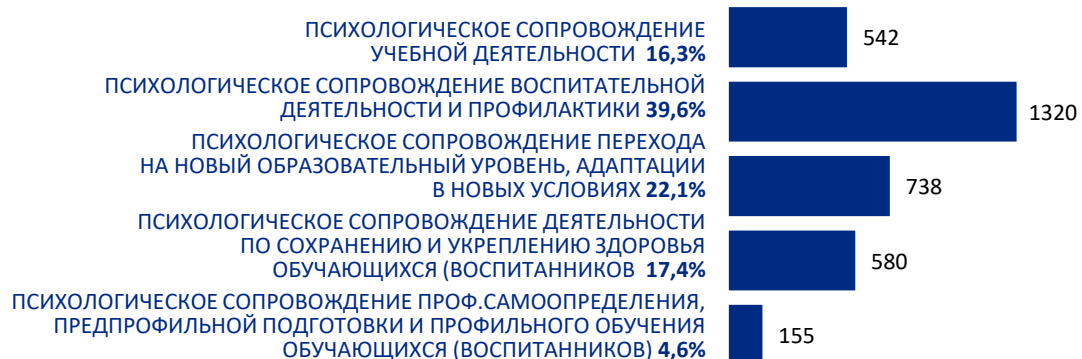 ПСИХОЛОГИЧЕСКОЕ СОПРОВОЖДЕНИЕ
УЧЕБНОЙ ДЕЯТЕЛЬНОСТИ 16,3%
542
ПСИХОЛОГИЧЕСКОЕ СОПРОВОЖДЕНИЕ ВОСПИТАТЕЛЬНОЙ
ДЕЯТЕЛЬНОСТИ И ПРОФИЛАКТИКИ 39,6%
1320
ПСИХОЛОГИЧЕСКОЕ СОПРОВОЖДЕНИЕ ПЕРЕХОДА
НА НОВЫЙ ОБРАЗОВАТЕЛЬНЫЙ УРОВЕНЬ, АДАПТАЦИИ
В НОВЫХ УСЛОВИЯХ 22,1%
738
ПСИХОЛОГИЧЕСКОЕ СОПРОВОЖДЕНИЕ ДЕЯТЕЛЬНОСТИ
ПО СОХРАНЕНИЮ И УКРЕПЛЕНИЮ ЗДОРОВЬЯ
ОБУЧАЮЩИХСЯ (ВОСПИТАННИКОВ 17,4%
580
ПСИХОЛОГИЧЕСКОЕ СОПРОВОЖДЕНИЕ ПРОФ.САМООПРЕДЕЛЕНИЯ,
ПРЕДПРОФИЛЬНОЙ ПОДГОТОВКИ И ПРОФИЛЬНОГО ОБУЧЕНИЯ
ОБУЧАЮЩИХСЯ (ВОСПИТАННИКОВ) 4,6%
155